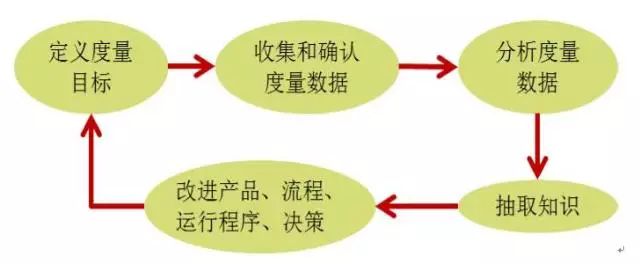 定义度量
目标
收集和确认
度量数据
分析度量
数据
抽取知识
改进产品、流程、
运行程序、决策